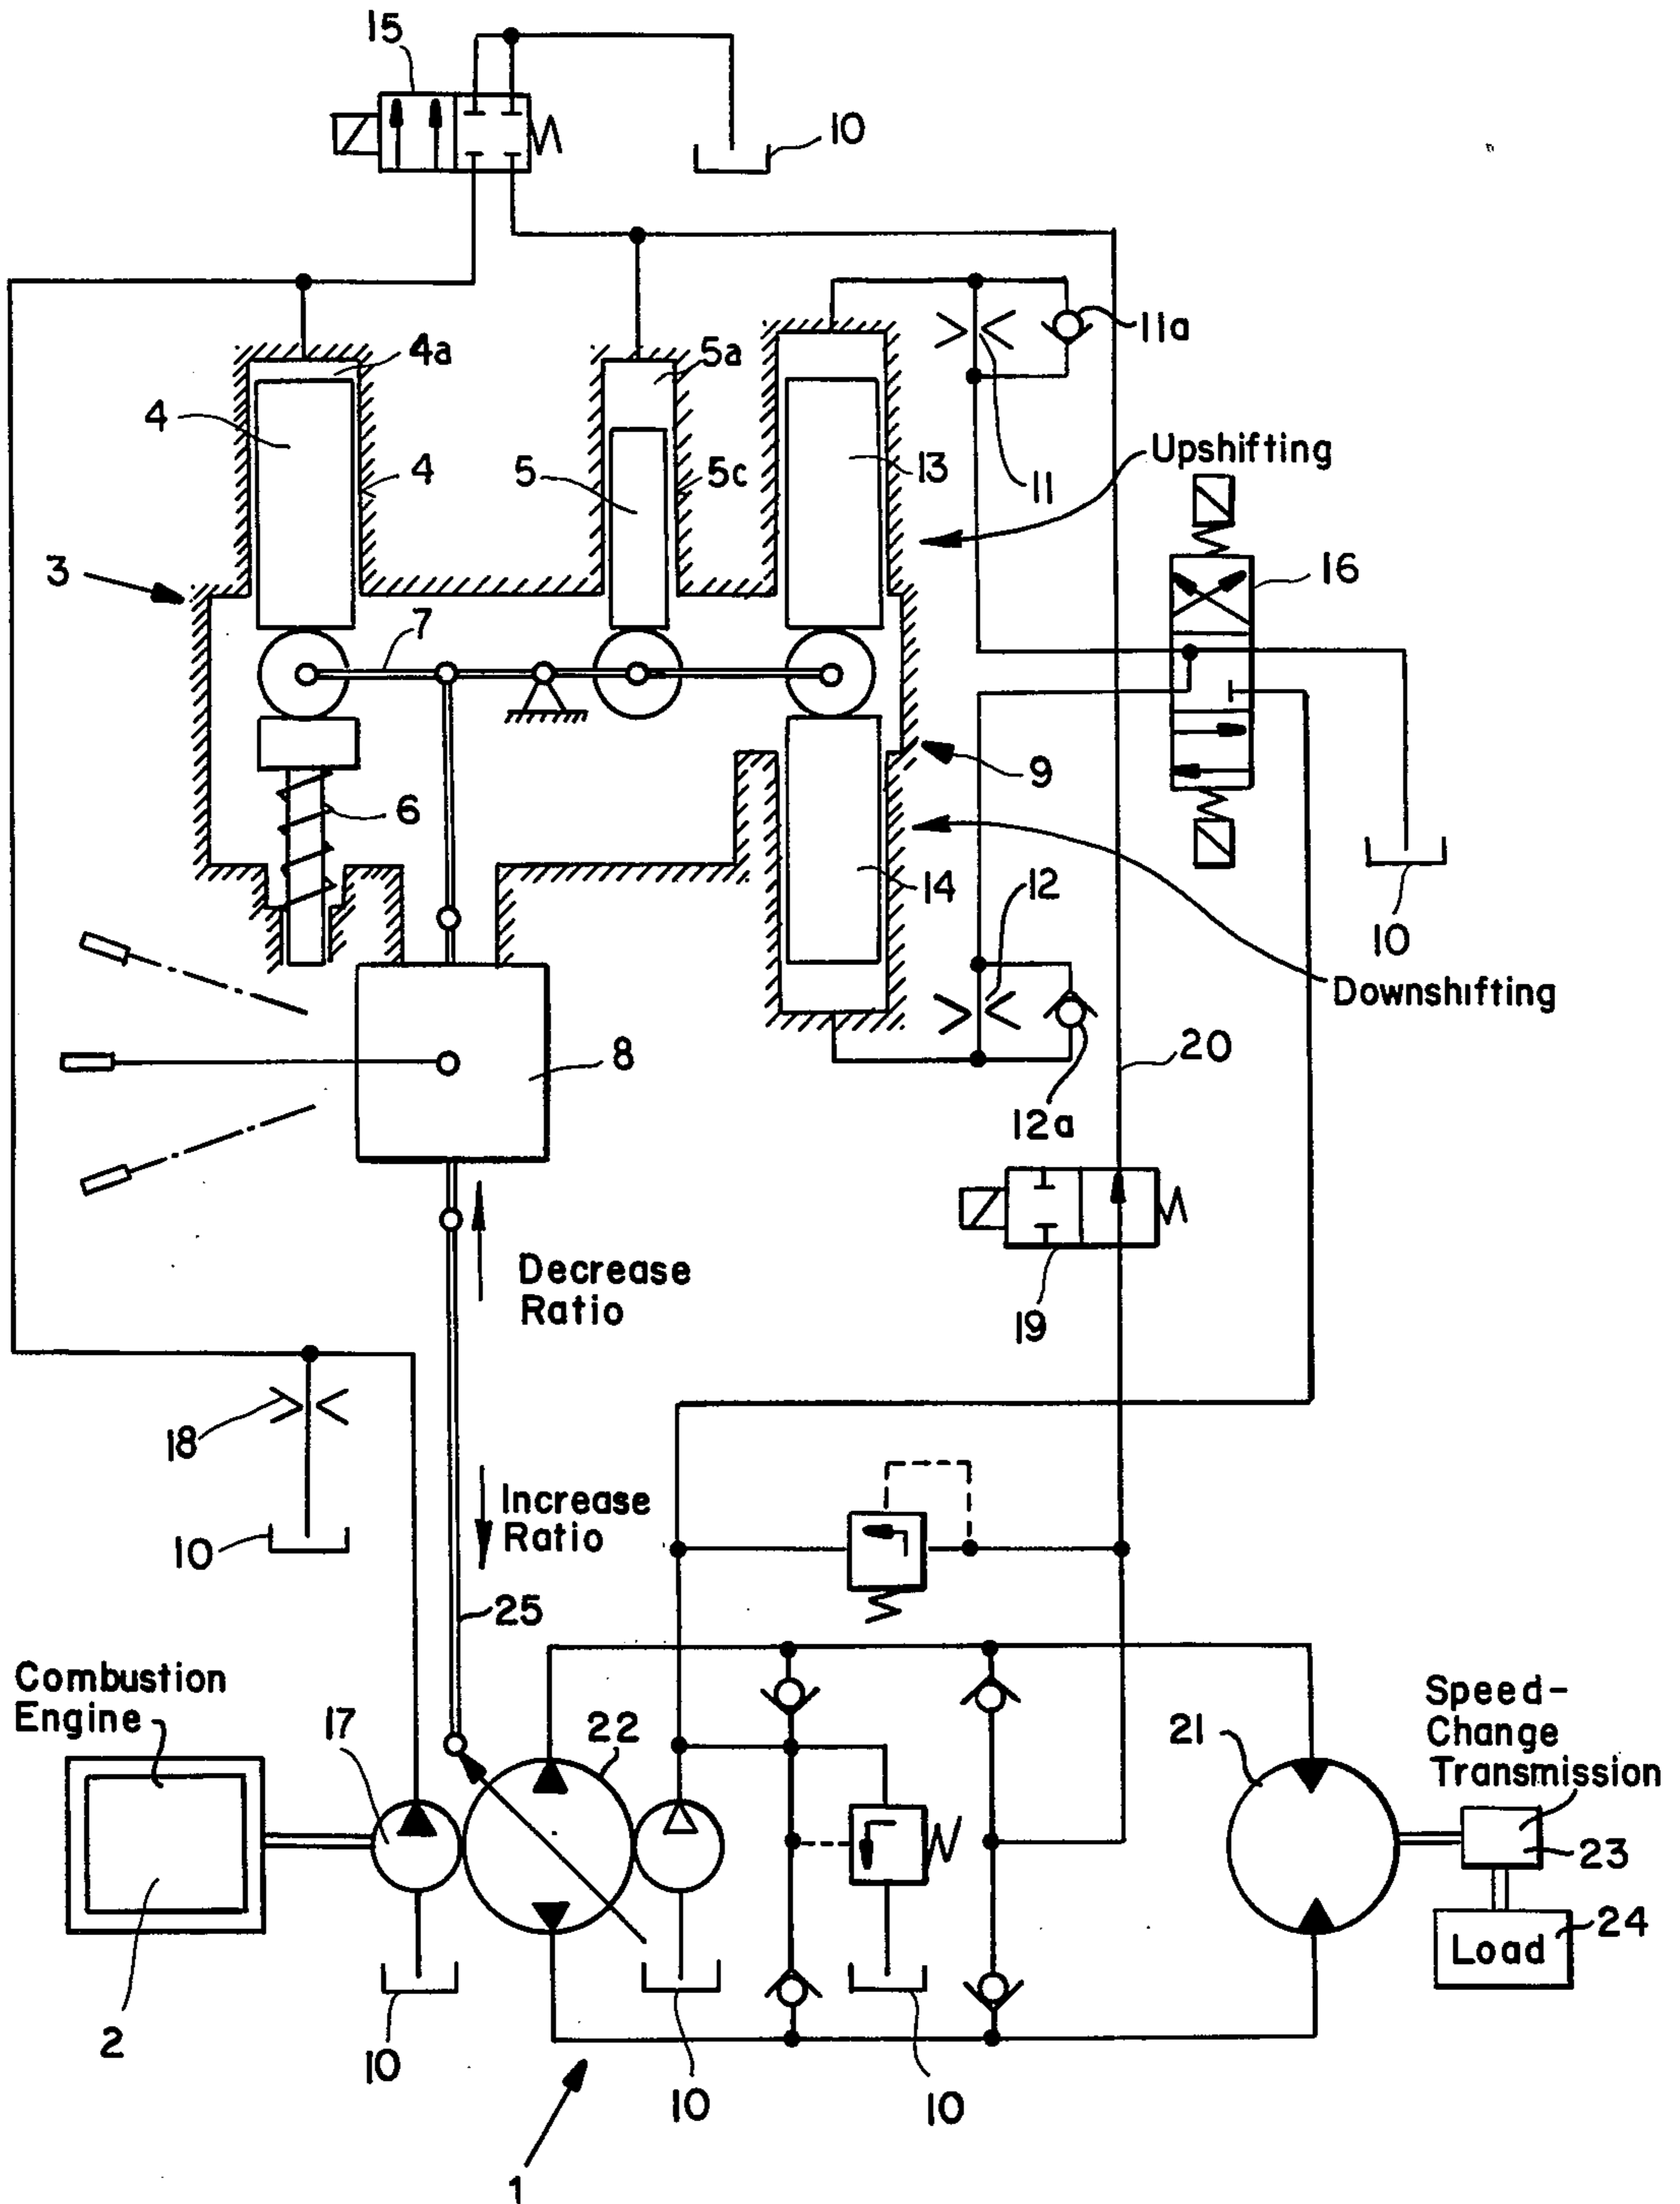 15
10
4a
5a
11a
4
4
5
5c
13
11
Upshifting
3
7
16
9
6
14
12
10
Downshifting
8
20
12a
Decrease
Ratio
19
18
Increase
Ratio
10
25
Combustion
Engine
17
22
21
Speed-
Change
Transmission
23
2
24
Load
10
10
10
1